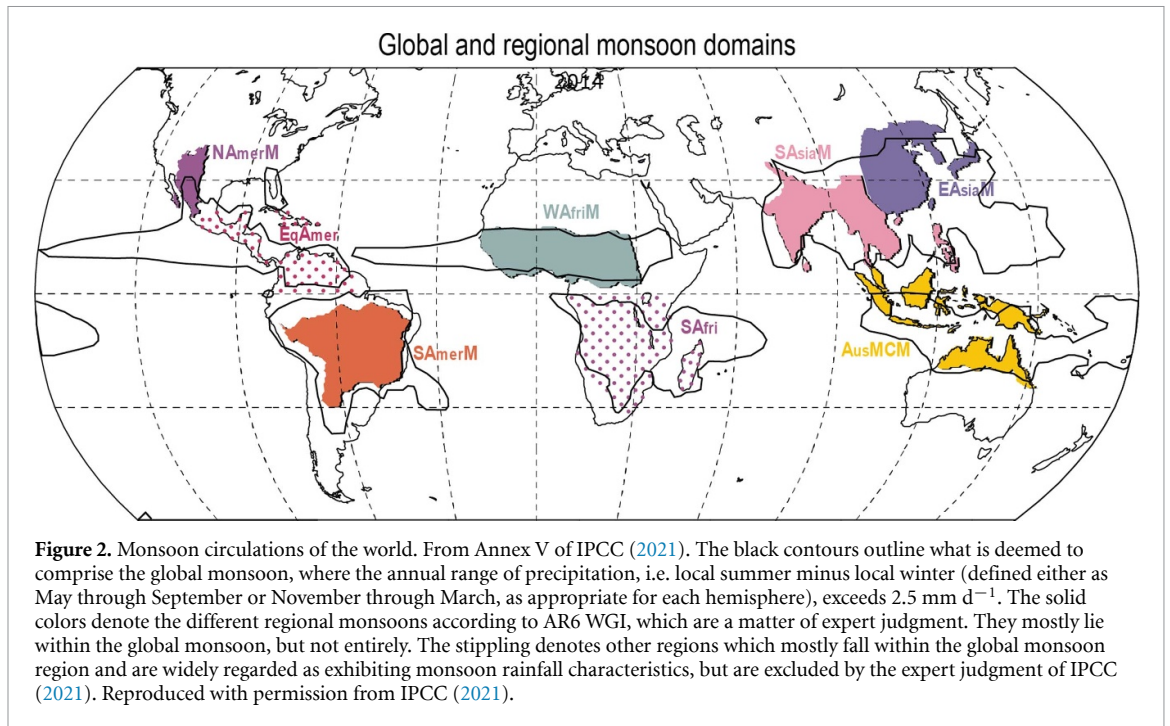 Global and regional monsoon domains
2014
NAmerM
SAsiaM
EAsiaM
WAfriM
EqAmer
SAfri
SAmerM
AusMCM
Figure 2. Monsoon circulations of the world. From Annex V of IPCC (2021). The black contours outline what is deemed to
comprise the global monsoon, where the annual range of precipitation, i.e. local summer minus local winter (defined either as
May through September or November through March, as appropriate for each hemisphere), exceeds 2.5 mm d⁻¹. The solid
colors denote the different regional monsoons according to AR6 WGI, which are a matter of expert judgment. They mostly lie
within the global monsoon, but not entirely. The stippling denotes other regions which mostly fall within the global monsoon
region and are widely regarded as exhibiting monsoon rainfall characteristics, but are excluded by the expert judgment of IPCC
(2021). Reproduced with permission from IPCC (2021).